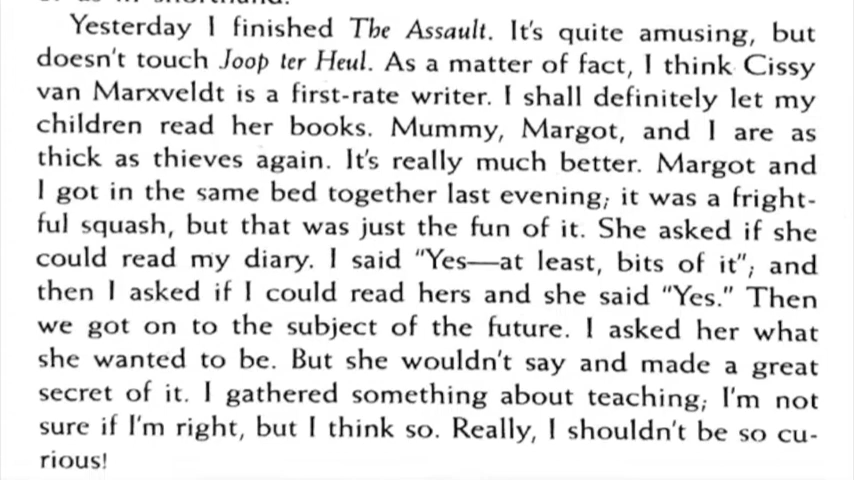 Yesterday I finished The Assault. It's quite amusing, but
doesn't touch Joop ter Heul. As a matter of fact, I think Cissy
van Marxveldt is a first-rate writer. I shall definitely let my
children read her books. Mummy, Margot, and I are as
thick as thieves again. It's really much better. Margot and
I got in the same bed together last evening; it was a fright-
ful squash, but that was just the fun of it. She asked if she
could read my diary. I said "Yes—at least, bits of it"; and
then I asked if I could read hers and she said "Yes." Then
we got on to the subject of the future. I asked her what
she wanted to be. But she wouldn't say and made a great
secret of it. I gathered something about teaching; I'm not
sure if I'm right, but I think so. Really, I shouldn't be so cu-
rious!